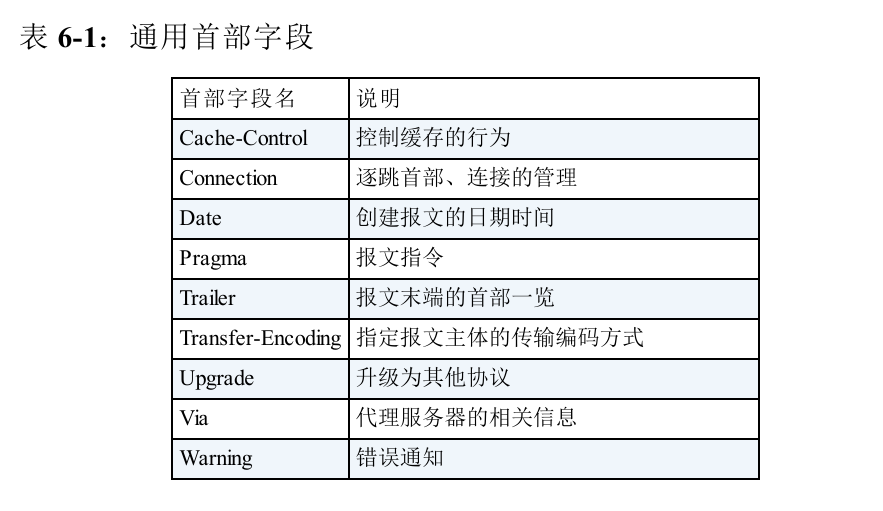 表 6-1：通用首部字段
首部字段名 说明
Cache-Control 控制缓存的行为
Connection 逐跳首部、连接的管理
Date 创建报文的日期时间
Pragma 报文指令
Trailer 报文末端的首部一览
Transfer-Encoding 指定报文主体的传输编码方式
Upgrade 升级为其他协议
Via 代理服务器的相关信息
Warning 错误通知